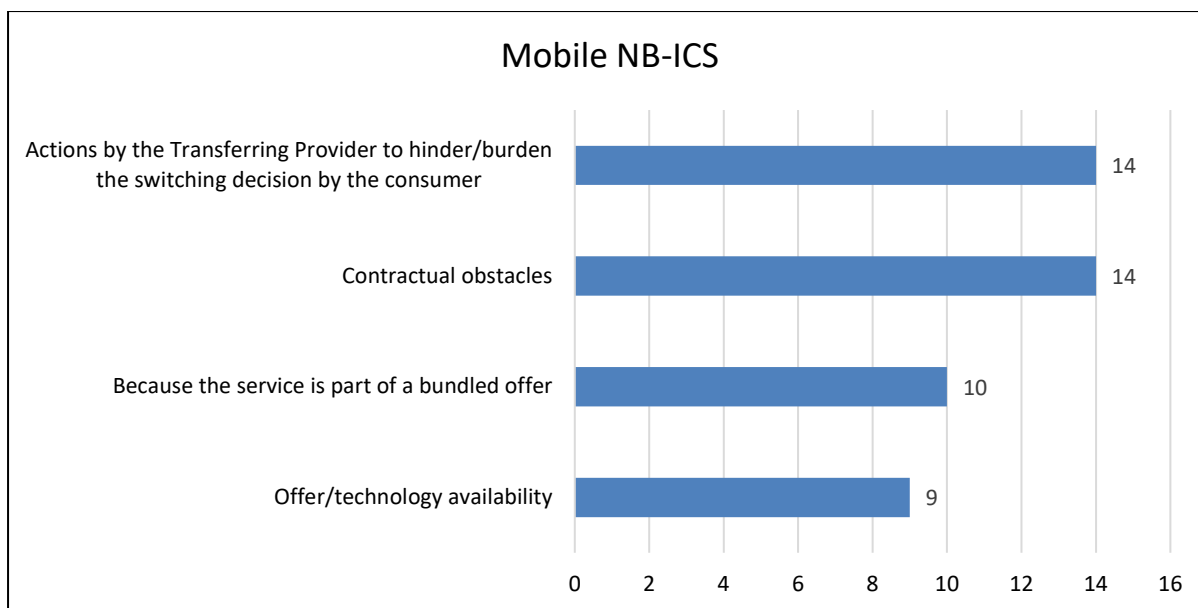 Mobile NB-ICS
Actions by the Transferring Provider to hinder/burden
the switching decision by the consumer
14
Contractual obstacles
14
Because the service is part of a bundled offer
10
Offer/technology availability
9
0 2 4 6 8 10 12 14 16